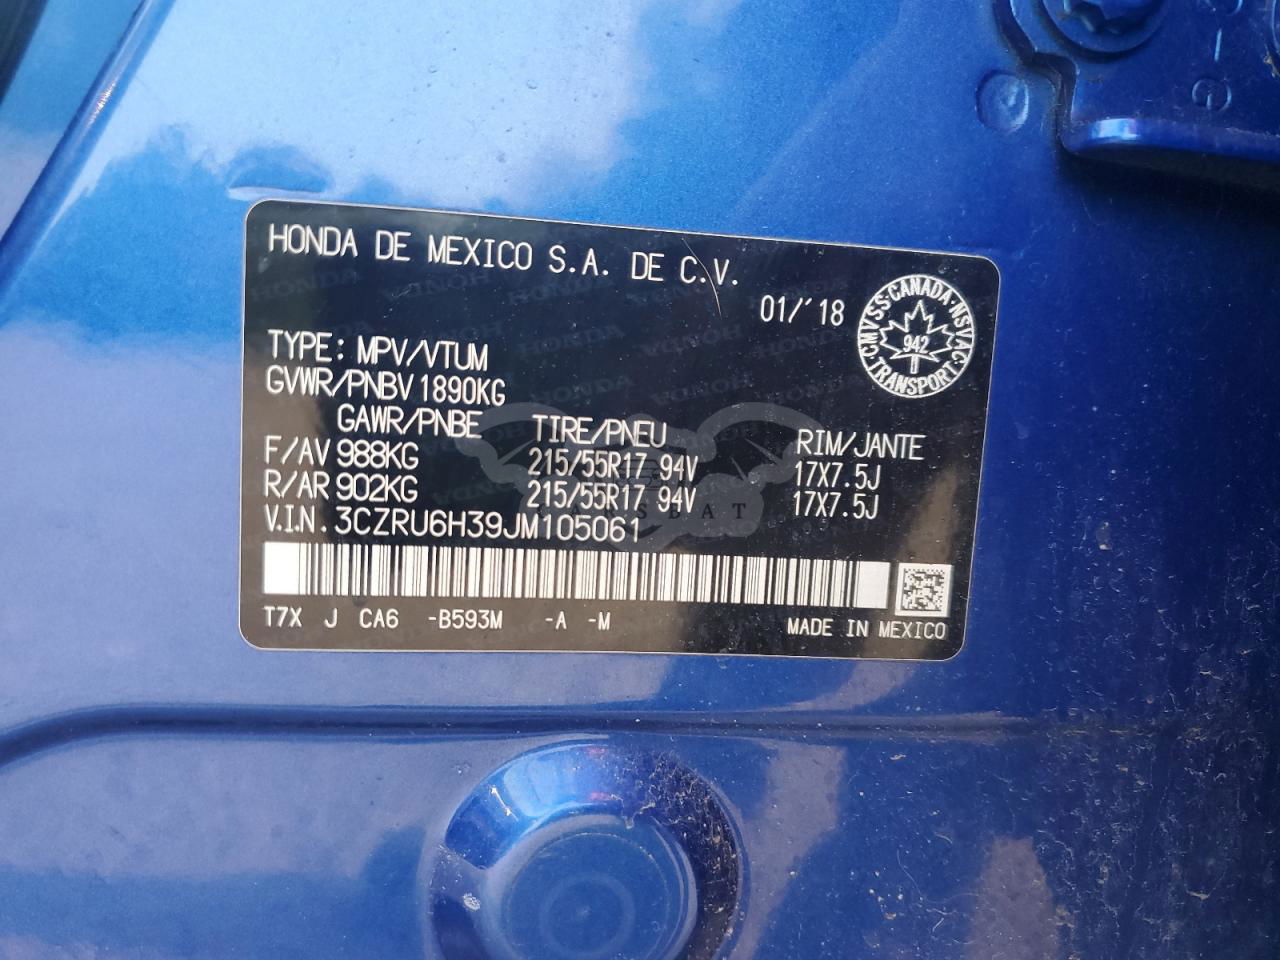 HONDA DE MEXICO S.A. DE C.V.
01/'18
CMVSS · CANADA · NSVAC · TRANSPORT
942
TYPE: MPV/VTUM
GVWR/PNBV 1890KG
GAWR/PNBE TIRE/PNEU RIM/JANTE
F/AV 988KG 215/55R17 94V 17X7.5J
R/AR 902KG 215/55R17 94V 17X7.5J
CARSBAT
V.I.N. 3CZRU6H39JM105061
T7X J CA6 -B593M -A -M MADE IN MEXICO